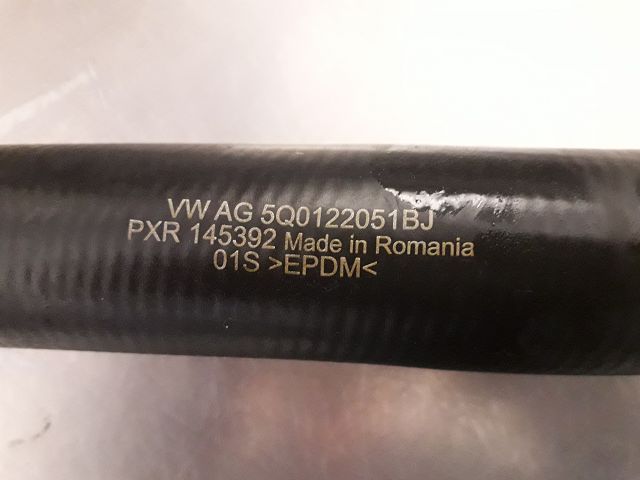 VW AG 5Q0122051BJ
PXR 145392 Made in Romania
01S >EPDM<